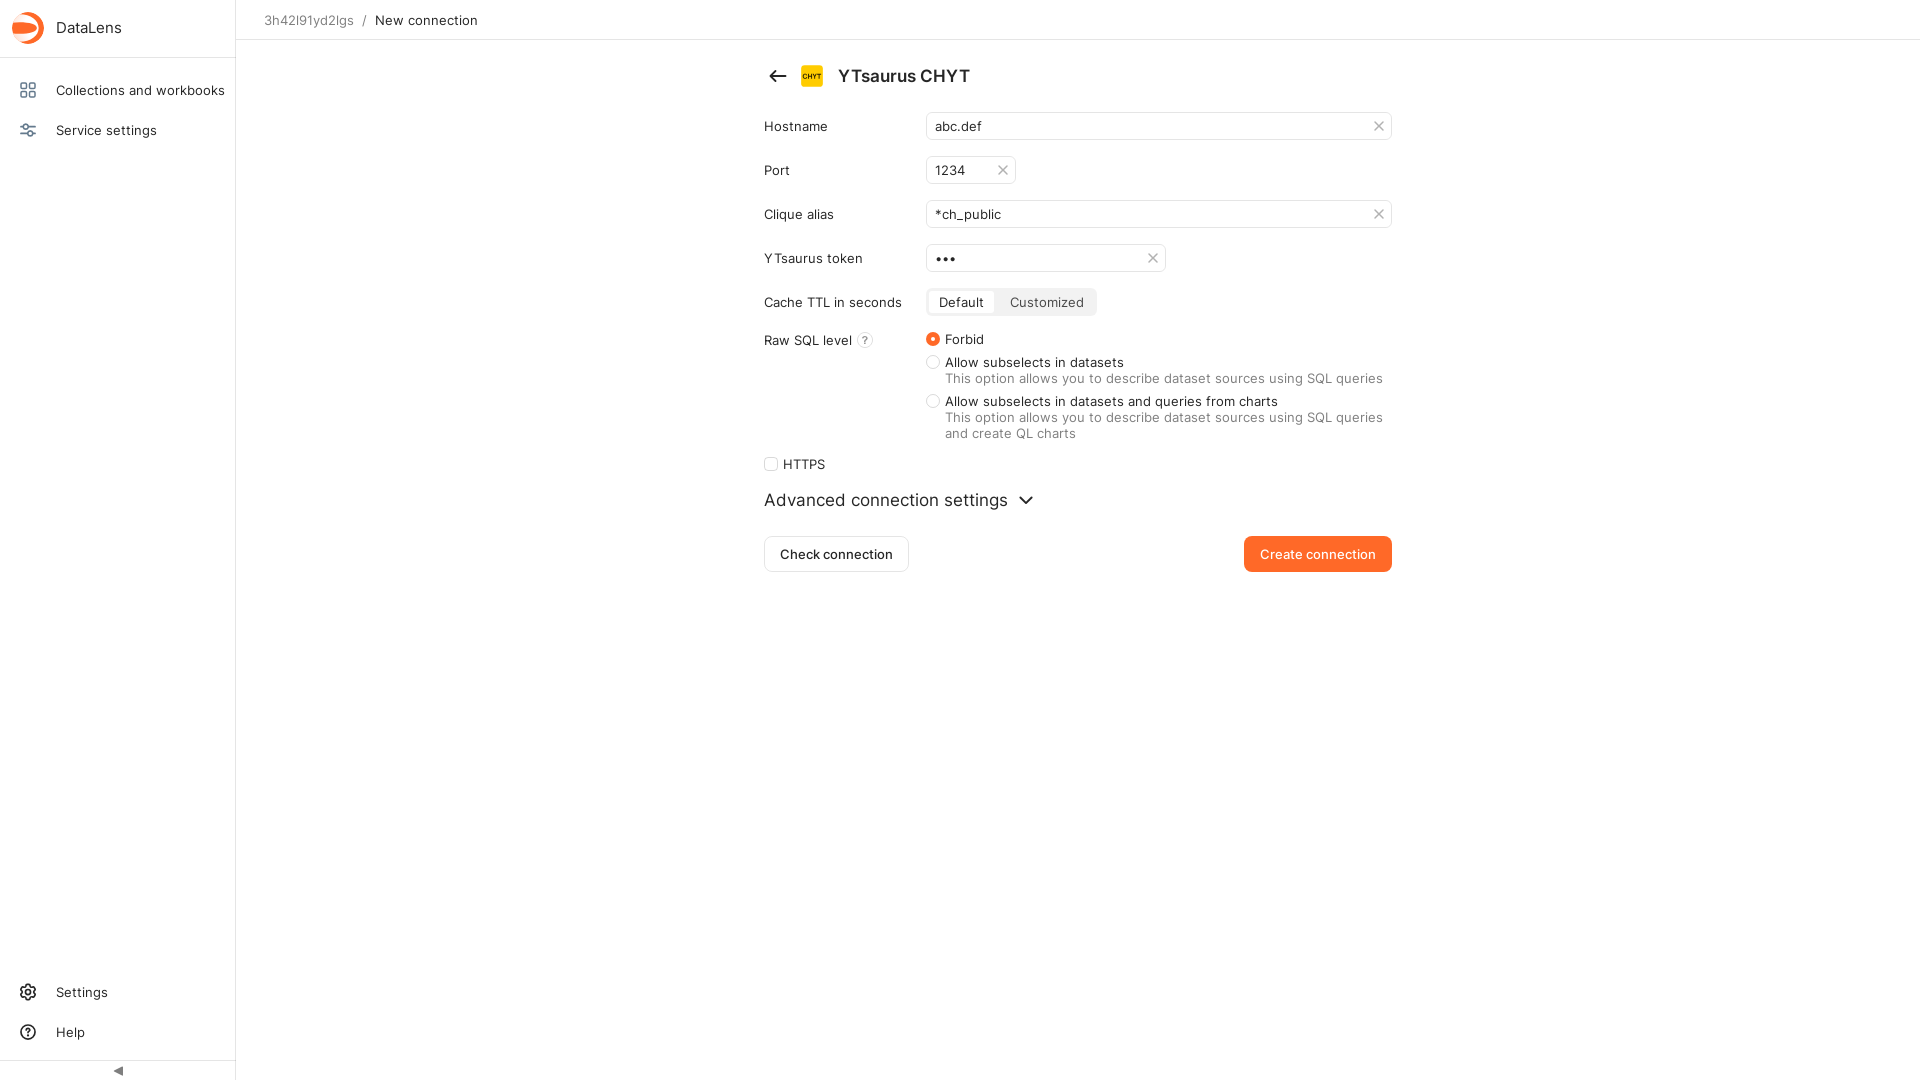 DataLens
3h42l91yd2lgs / New connection
Collections and workbooks
Service settings
CHYT
YTsaurus CHYT
Hostname
abc.def
Port
1234
Clique alias
*ch_public
YTsaurus token
•••
Cache TTL in seconds
Default
Customized
Raw SQL level ?
Forbid
Allow subselects in datasets
This option allows you to describe dataset sources using SQL queries
Allow subselects in datasets and queries from charts
This option allows you to describe dataset sources using SQL queries
and create QL charts
HTTPS
Advanced connection settings
Check connection
Create connection
Settings
Help